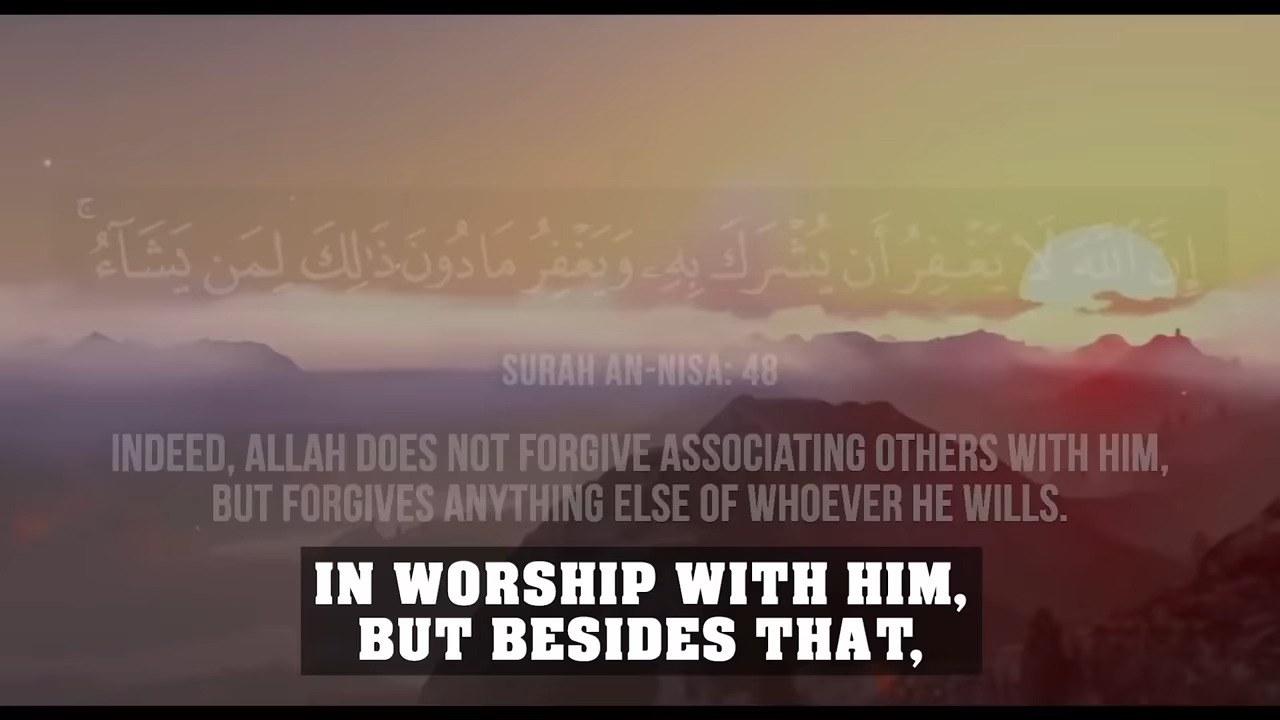 إِنَّ اللَّهَ لَا يَغْفِرُ أَن يُشْرَكَ بِهِۦ وَيَغْفِرُ مَا دُونَ ذَٰلِكَ لِمَن يَشَآءُ ۚ
SURAH AN-NISA: 48
INDEED, ALLAH DOES NOT FORGIVE ASSOCIATING OTHERS WITH HIM,
BUT FORGIVES ANYTHING ELSE OF WHOEVER HE WILLS.
IN WORSHIP WITH HIM,
BUT BESIDES THAT,